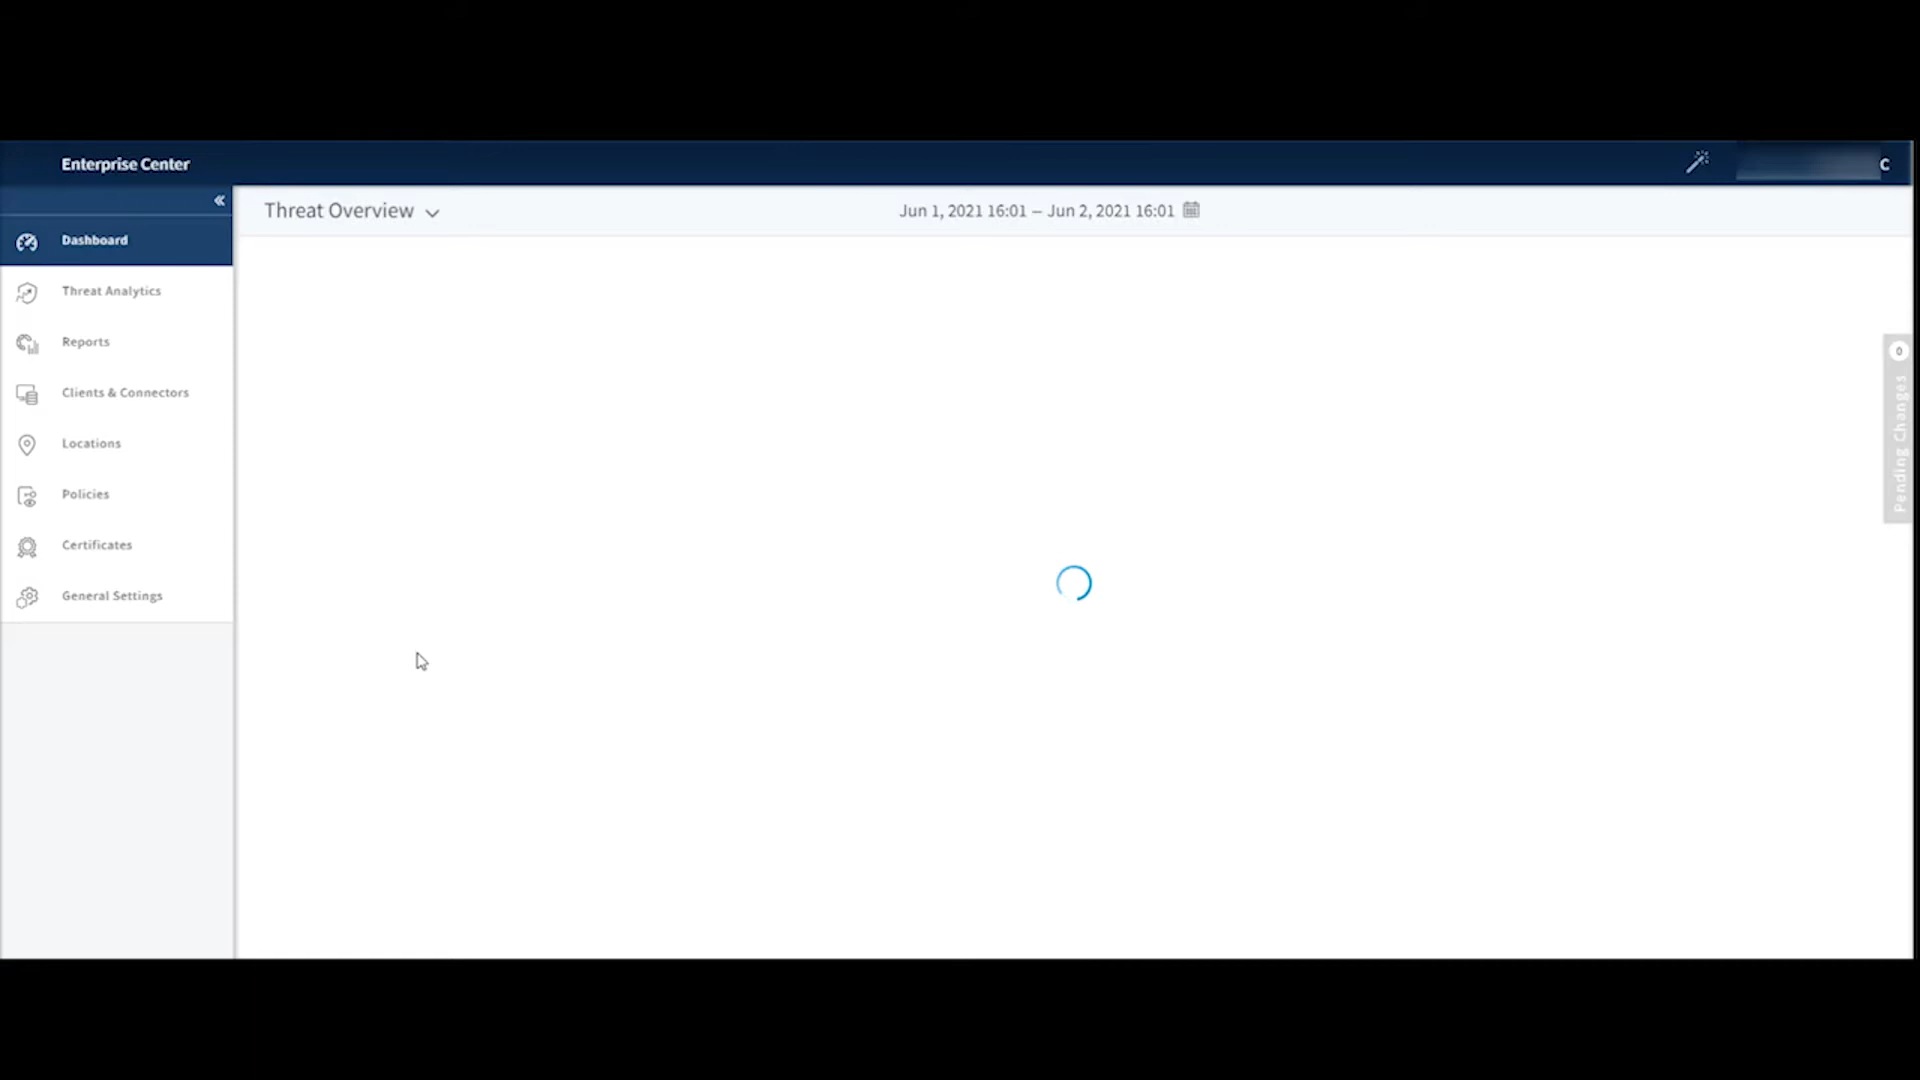 Enterprise Center
C
Threat Overview
Jun 1, 2021 16:01 – Jun 2, 2021 16:01
Dashboard
Threat Analytics
Reports
Clients & Connectors
Locations
Policies
Certificates
General Settings
0
Pending Changes